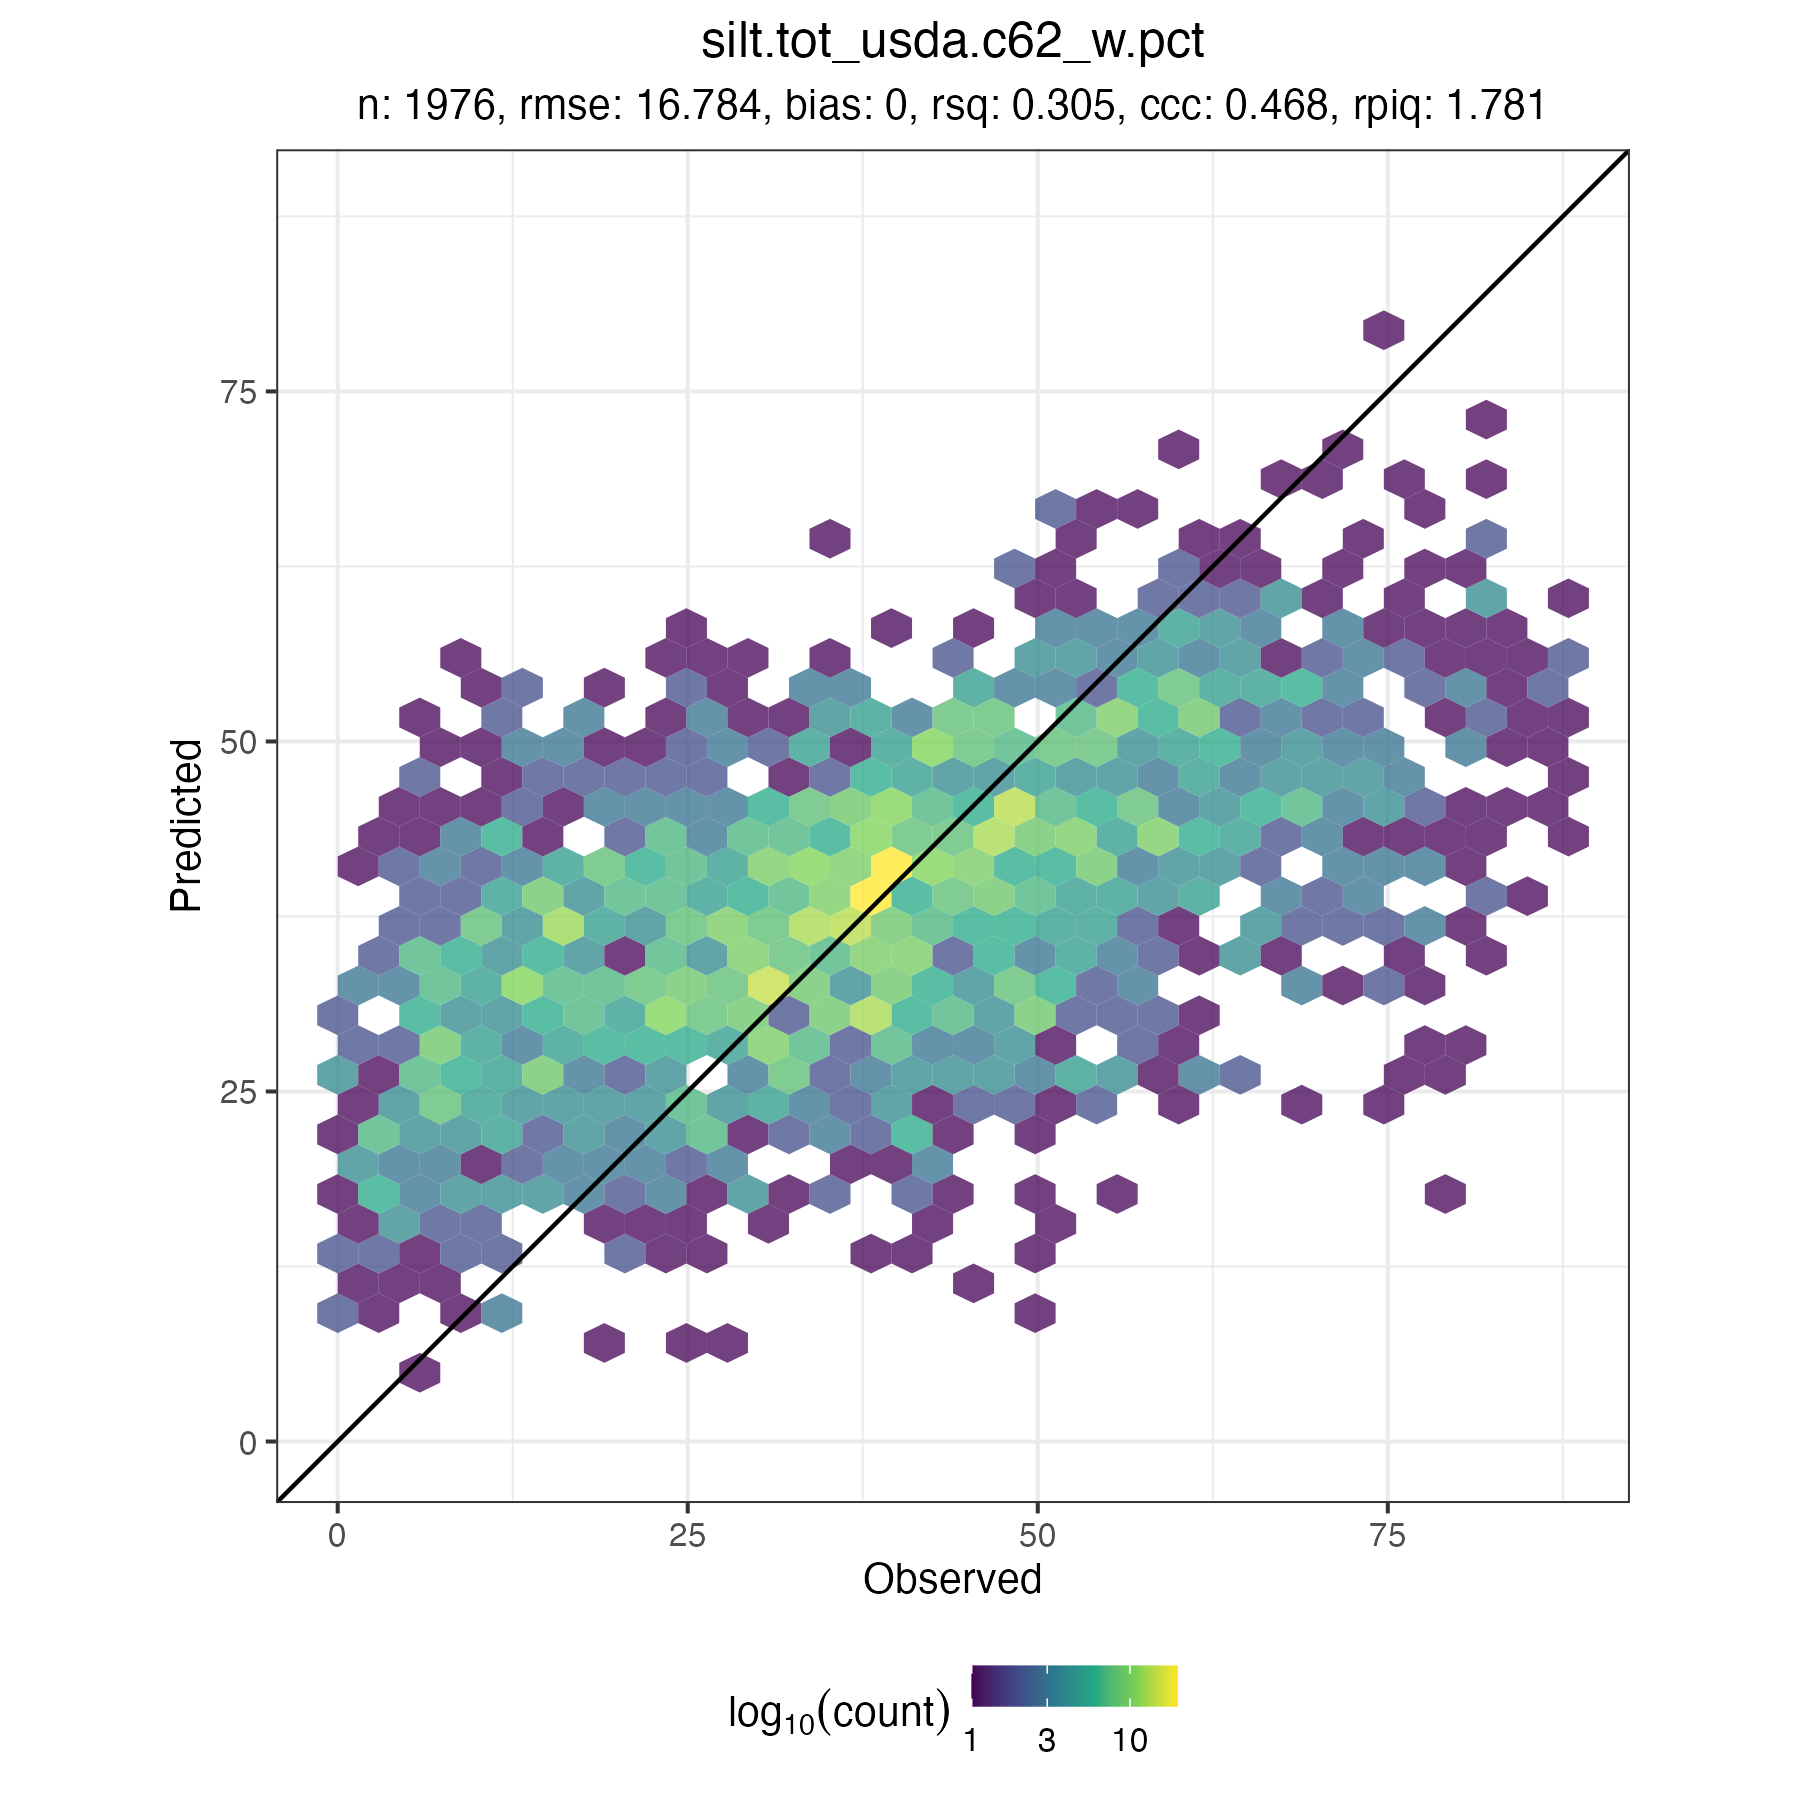 silt.tot_usda.c62_w.pct
n: 1976, rmse: 16.784, bias: 0, rsq: 0.305, ccc: 0.468, rpiq: 1.781
Predicted
75
50
25
0
0 25 50 75
Observed
log10(count)
1 3 10